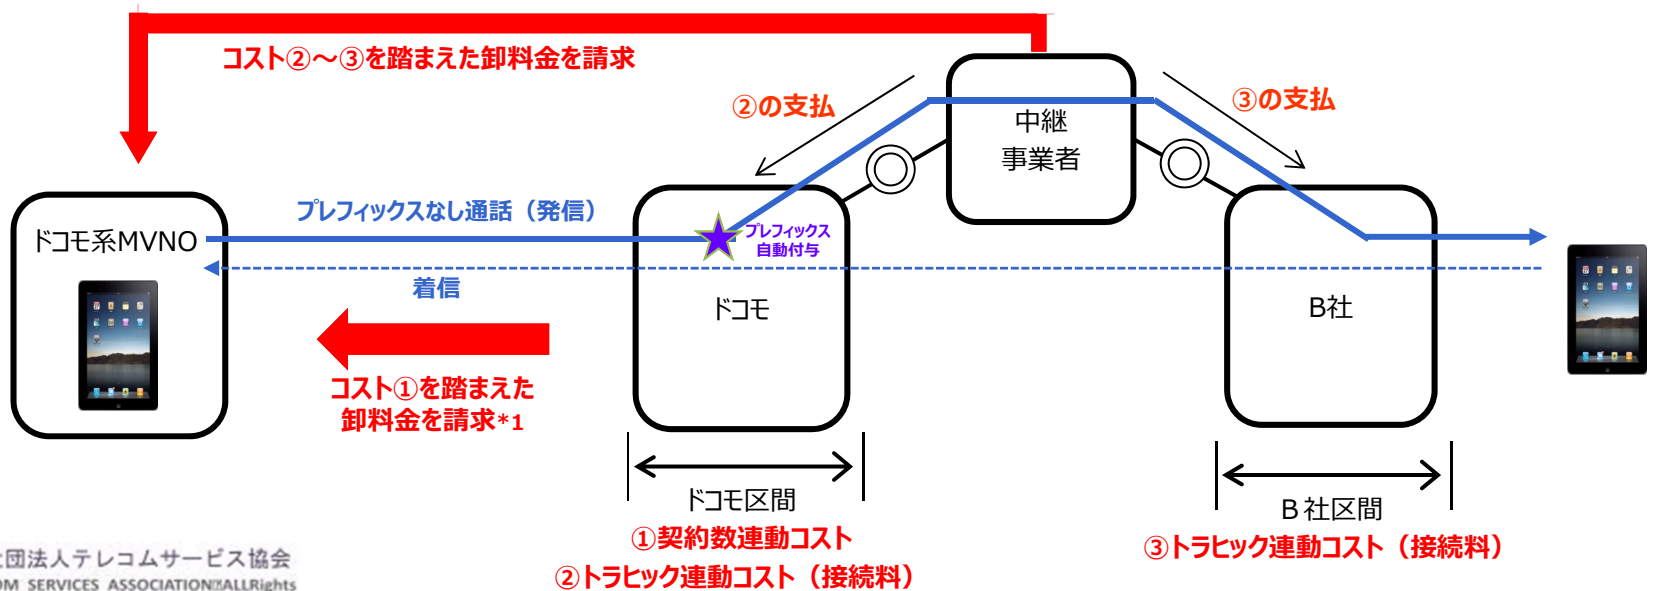 コスト②～③を踏まえた卸料金を請求
②の支払
③の支払
中継
事業者
プレフィックスなし通話（発信）
ドコモ系MVNO
プレフィックス
自動付与
着信
ドコモ
B社
コスト①を踏まえた
卸料金を請求*1
ドコモ区間
①契約数連動コスト
②トラヒック連動コスト（接続料）
B社区間
③トラヒック連動コスト（接続料）
団法人テレコムサービス協会
SERVICES ASSOCIATION ALLRights